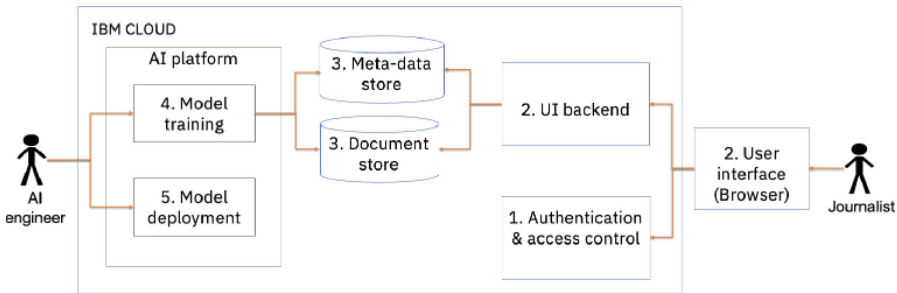 IBM CLOUD
AI platform
4. Model
training
5. Model
deployment
3. Meta-data
store
3. Document
store
2. UI backend
1. Authentication
& access control
2. User
interface
(Browser)
AI
engineer
Journalist